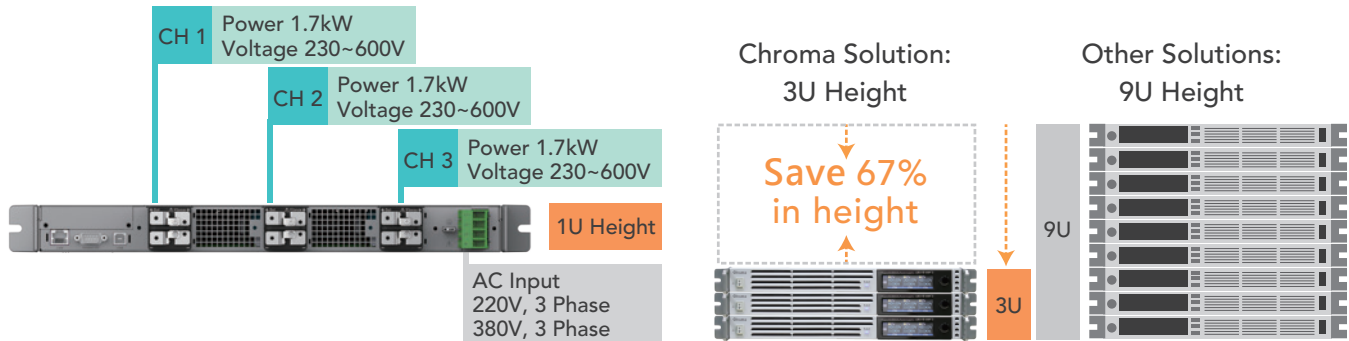 CH 1
Power 1.7kW
Voltage 230~600V
CH 2
Power 1.7kW
Voltage 230~600V
CH 3
Power 1.7kW
Voltage 230~600V
1U Height
AC Input
220V, 3 Phase
380V, 3 Phase
Chroma Solution:
3U Height
Other Solutions:
9U Height
Save 67%
in height
3U
9U